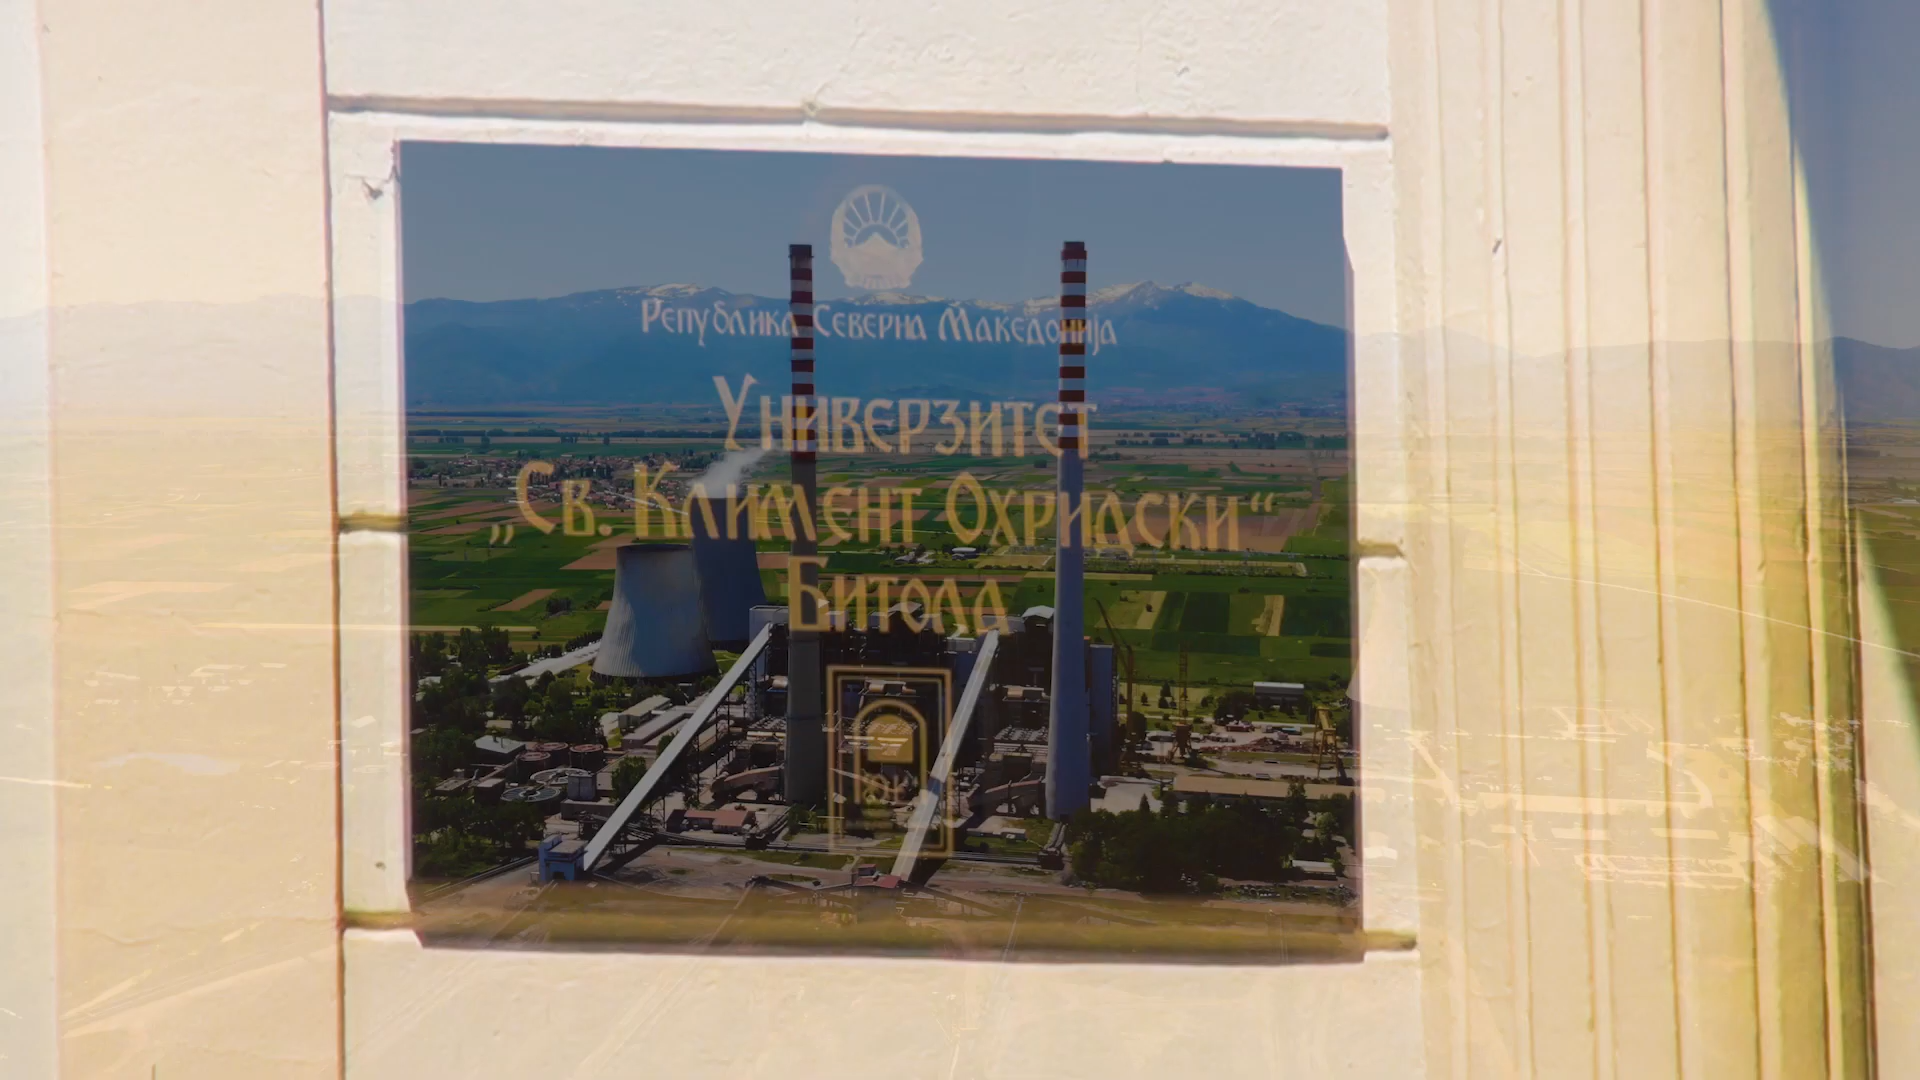 Република Северна Македонија
Универзитет
„Св. Климент Охридски“
Битола